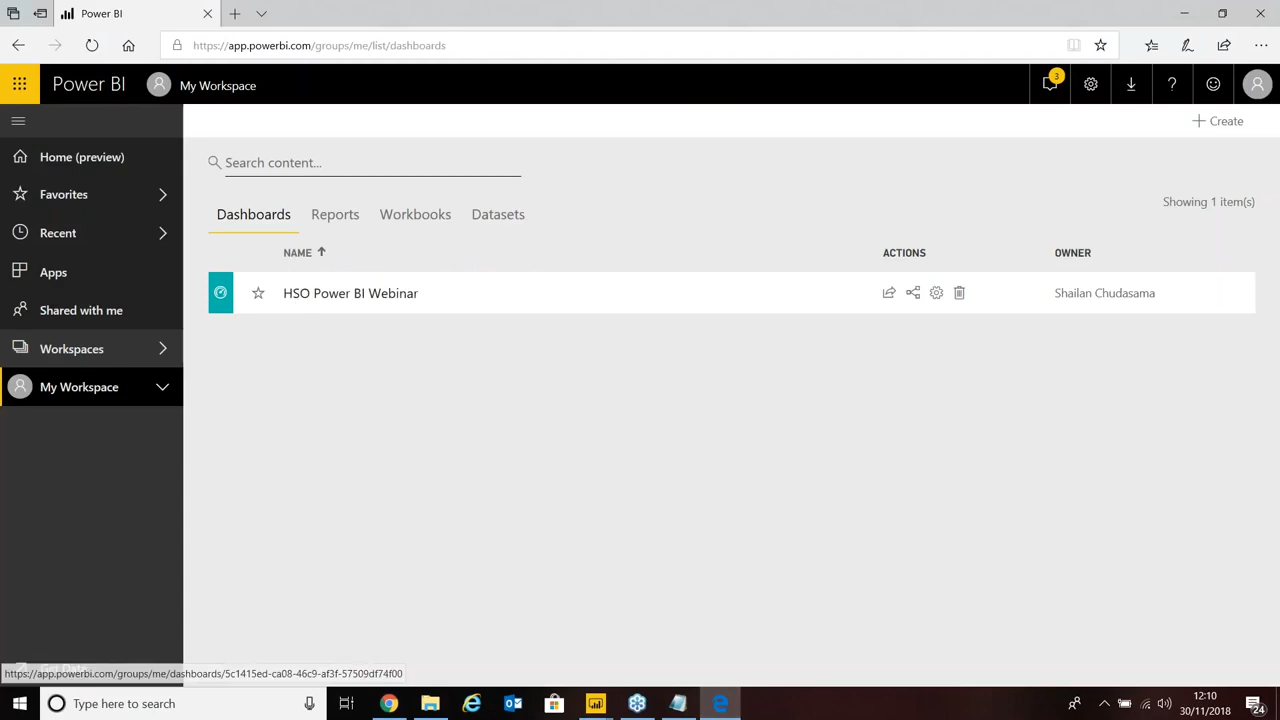 Power BI
https://app.powerbi.com/groups/me/list/dashboards
Power BI My Workspace 3
Create
Home (preview)
Search content...
Favorites
Dashboards Reports Workbooks Datasets
Showing 1 item(s)
Recent
NAME ACTIONS OWNER
Apps
HSO Power BI Webinar Shailan Chudasama
Shared with me
Workspaces
My Workspace
https://app.powerbi.com/groups/me/dashboards/5c1415ed-ca08-46c9-af3f-57509df74f00
Type here to search
12:10
30/11/2018
24